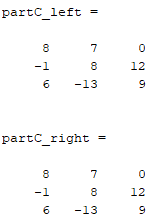 partC_left =
8 7 0
-1 8 12
6 -13 9
partC_right =
8 7 0
-1 8 12
6 -13 9